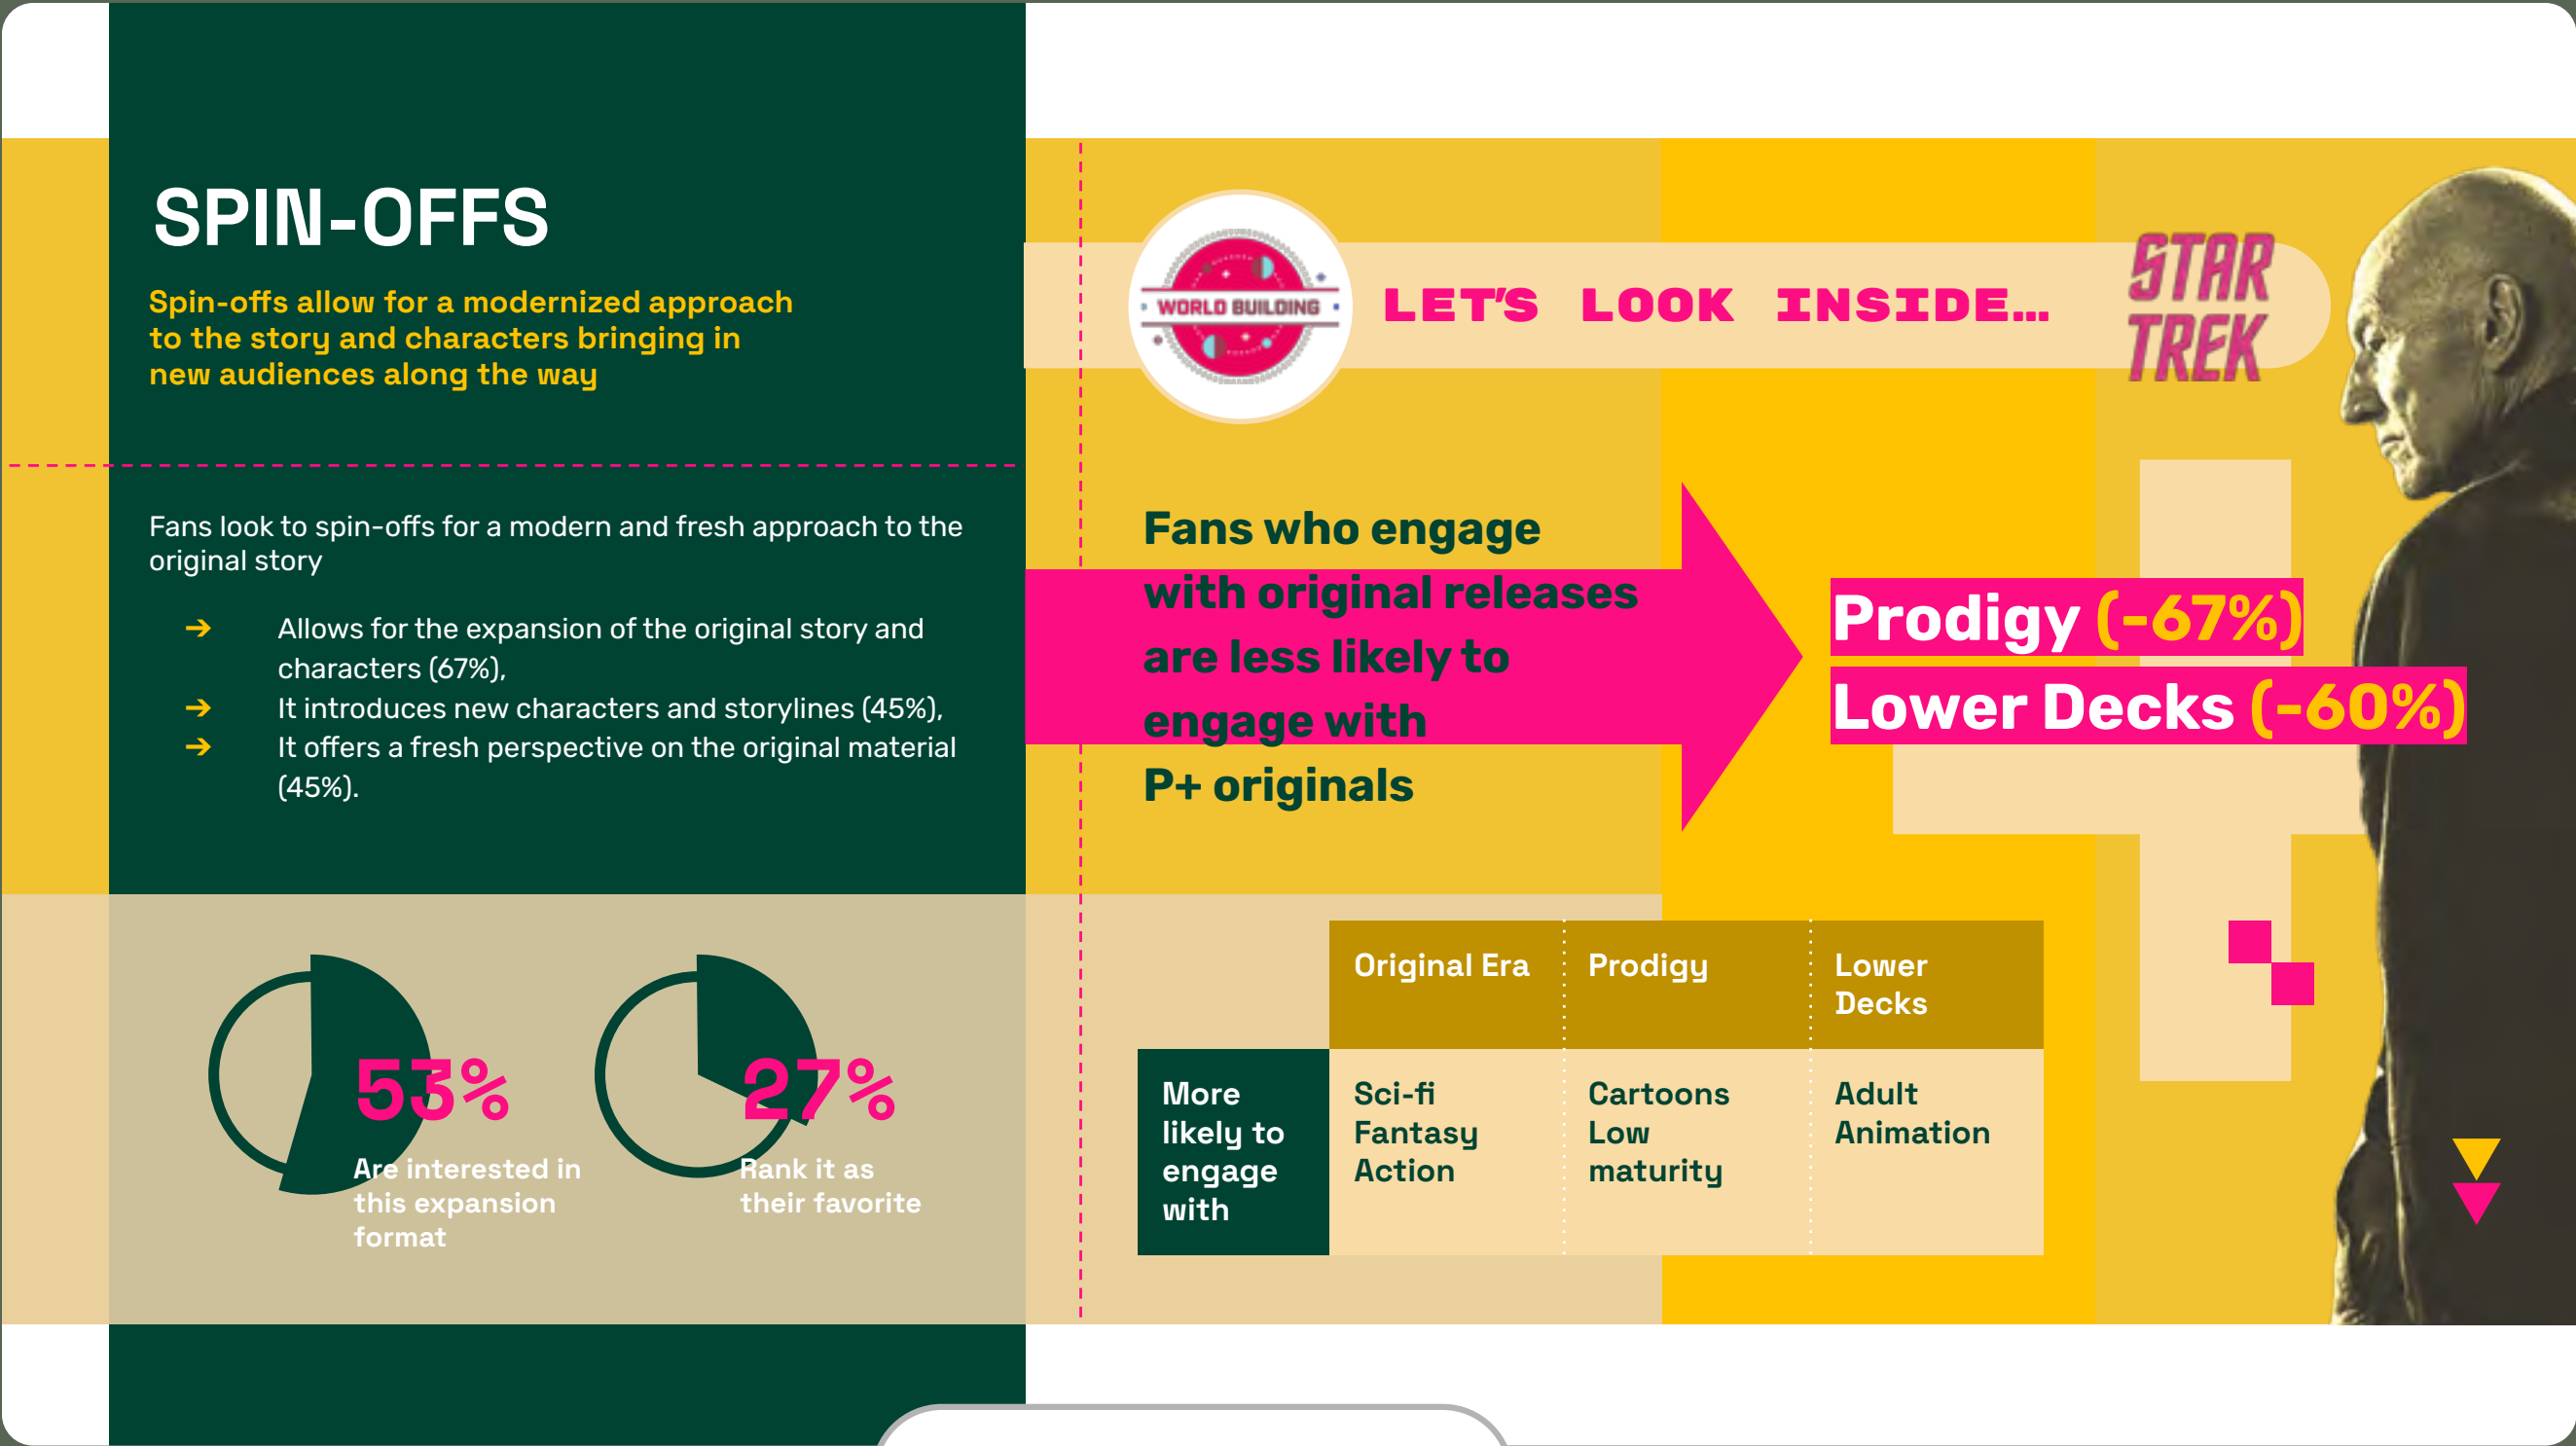 SPIN-OFFS
Spin-offs allow for a modernized approach
to the story and characters bringing in
new audiences along the way
Fans look to spin-offs for a modern and fresh approach to the
original story
➔ Allows for the expansion of the original story and
characters (67%),
➔ It introduces new characters and storylines (45%),
➔ It offers a fresh perspective on the original material
(45%).
53%
Are interested in
this expansion
format
27%
Rank it as
their favorite
WORLD BUILDING
LET'S LOOK INSIDE...
STAR
TREK
Fans who engage
with original releases
are less likely to
engage with
P+ originals
Prodigy (-67%)
Lower Decks (-60%)
Original Era
Prodigy
Lower
Decks
More
likely to
engage
with
Sci-fi
Fantasy
Action
Cartoons
Low
maturity
Adult
Animation